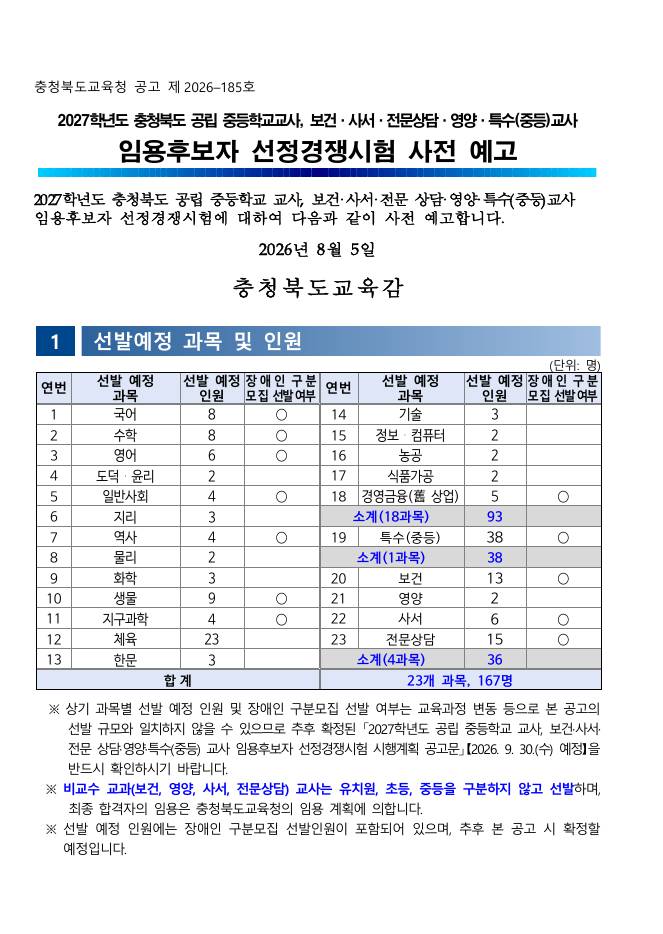 충청북도교육청 공고 제2026–185호
2027학년도 충청북도 공립 중등학교교사, 보건·사서·전문상담·영양·특수(중등)교사
임용후보자 선정경쟁시험 사전 예고
2027학년도 충청북도 공립 중등학교 교사, 보건·사서·전문 상담·영양·특수(중등)교사
임용후보자 선정경쟁시험에 대하여 다음과 같이 사전 예고합니다.
2026년 8월 5일
충청북도교육감
1 선발예정 과목 및 인원
(단위: 명)
연번 선발 예정 과목 선발 예정 인원 장애인 구분 모집 선발여부 연번 선발 예정 과목 선발 예정 인원 장애인 구분 모집 선발여부
1 국어 8 ○ 14 기술 3
2 수학 8 ○ 15 정보·컴퓨터 2
3 영어 6 ○ 16 농공 2
4 도덕·윤리 2 17 식품가공 2
5 일반사회 4 ○ 18 경영금융(舊 상업) 5 ○
6 지리 3 소계(18과목) 93
7 역사 4 ○ 19 특수(중등) 38 ○
8 물리 2 소계(1과목) 38
9 화학 3 20 보건 13 ○
10 생물 9 ○ 21 영양 2
11 지구과학 4 ○ 22 사서 6 ○
12 체육 23 23 전문상담 15 ○
13 한문 3 소계(4과목) 36
합 계 23개 과목, 167명
※ 상기 과목별 선발 예정 인원 및 장애인 구분모집 선발 여부는 교육과정 변동 등으로 본 공고의
선발 규모와 일치하지 않을 수 있으므로 추후 확정된 「2027학년도 공립 중등학교 교사, 보건·사서·
전문 상담·영양·특수(중등) 교사 임용후보자 선정경쟁시험 시행계획 공고문」【2026. 9. 30.(수) 예정】을
반드시 확인하시기 바랍니다.
※ 비교수 교과(보건, 영양, 사서, 전문상담) 교사는 유치원, 초등, 중등을 구분하지 않고 선발하며,
최종 합격자의 임용은 충청북도교육청의 임용 계획에 의합니다.
※ 선발 예정 인원에는 장애인 구분모집 선발인원이 포함되어 있으며, 추후 본 공고 시 확정할
예정입니다.